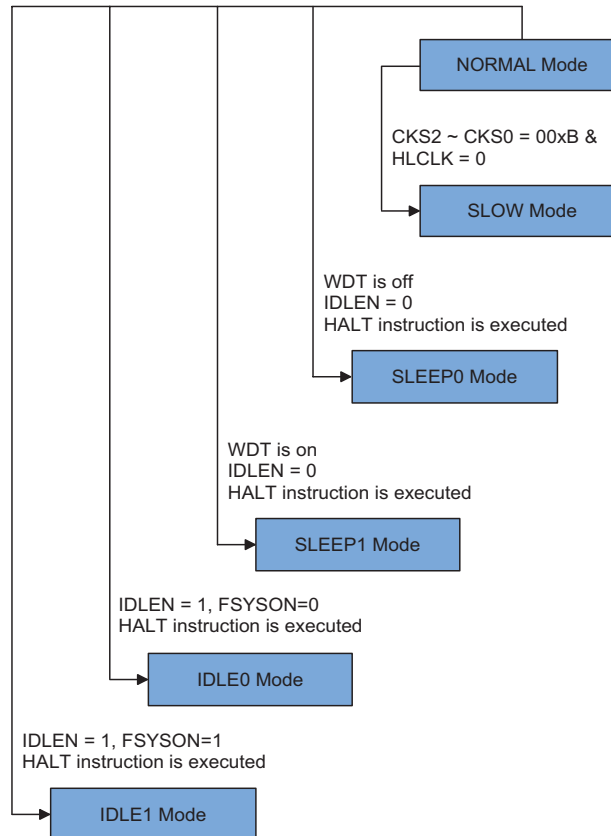 NORMAL Mode
CKS2 ~ CKS0 = 00xB &
HLCLK = 0
SLOW Mode
WDT is off
IDLEN = 0
HALT instruction is executed
SLEEP0 Mode
WDT is on
IDLEN = 0
HALT instruction is executed
SLEEP1 Mode
IDLEN = 1, FSYSON=0
HALT instruction is executed
IDLE0 Mode
IDLEN = 1, FSYSON=1
HALT instruction is executed
IDLE1 Mode